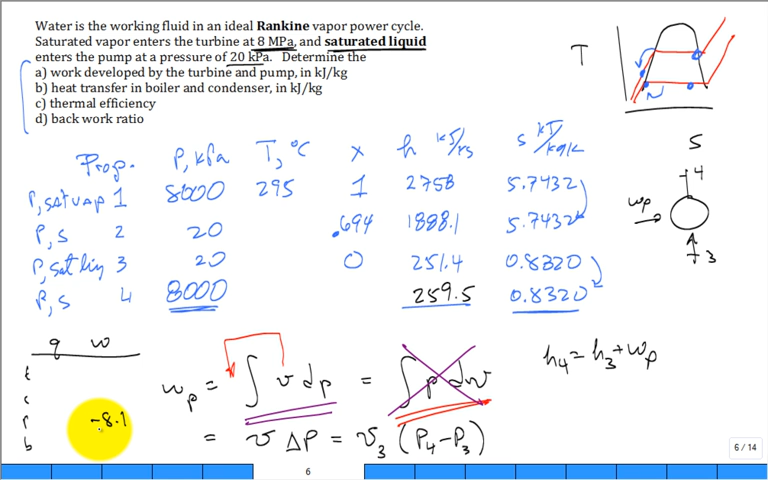 Water is the working fluid in an ideal Rankine vapor power cycle.
Saturated vapor enters the turbine at 8 MPa, and saturated liquid
enters the pump at a pressure of 20 kPa. Determine the
a) work developed by the turbine and pump, in kJ/kg
b) heat transfer in boiler and condenser, in kJ/kg
c) thermal efficiency
d) back work ratio
T
S
Prop. P, kPa T, °C x h kJ/kg s kJ/kg/K
P, sat vap 1 8000 295 1 2758 5.7432
P, s 2 20 .694 1888.1 5.7432
P, sat liq 3 20 0 251.4 0.8320
P, s 4 8000 259.5 0.8320
4
wp
3
q w
t
c
p -8.1
b
wp = ∫ v dp = ∫ p dv
= v ΔP = v3 (P4 - P3)
h4 = h3 + wp
6
6 / 14